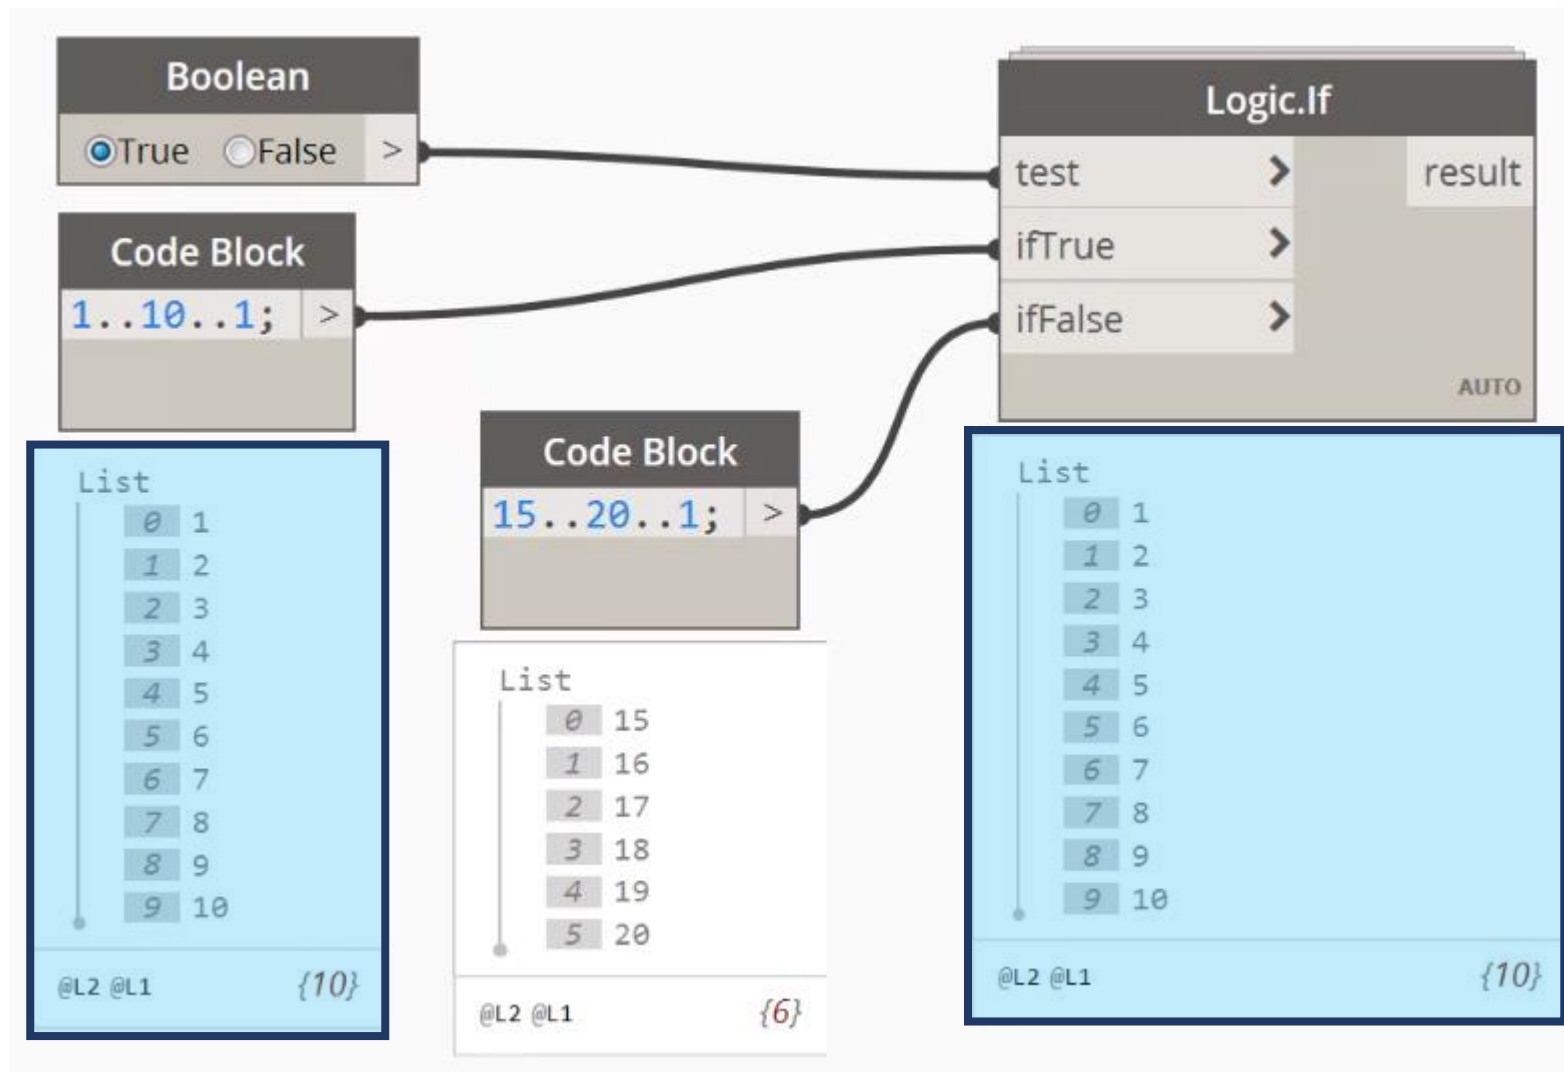 Boolean
True False >
Code Block
1..10..1; >
List
0 1
1 2
2 3
3 4
4 5
5 6
6 7
7 8
8 9
9 10
@L2 @L1 {10}
Code Block
15..20..1; >
List
0 15
1 16
2 17
3 18
4 19
5 20
@L2 @L1 {6}
Logic.If
test > result
ifTrue >
ifFalse >
AUTO
List
0 1
1 2
2 3
3 4
4 5
5 6
6 7
7 8
8 9
9 10
@L2 @L1 {10}